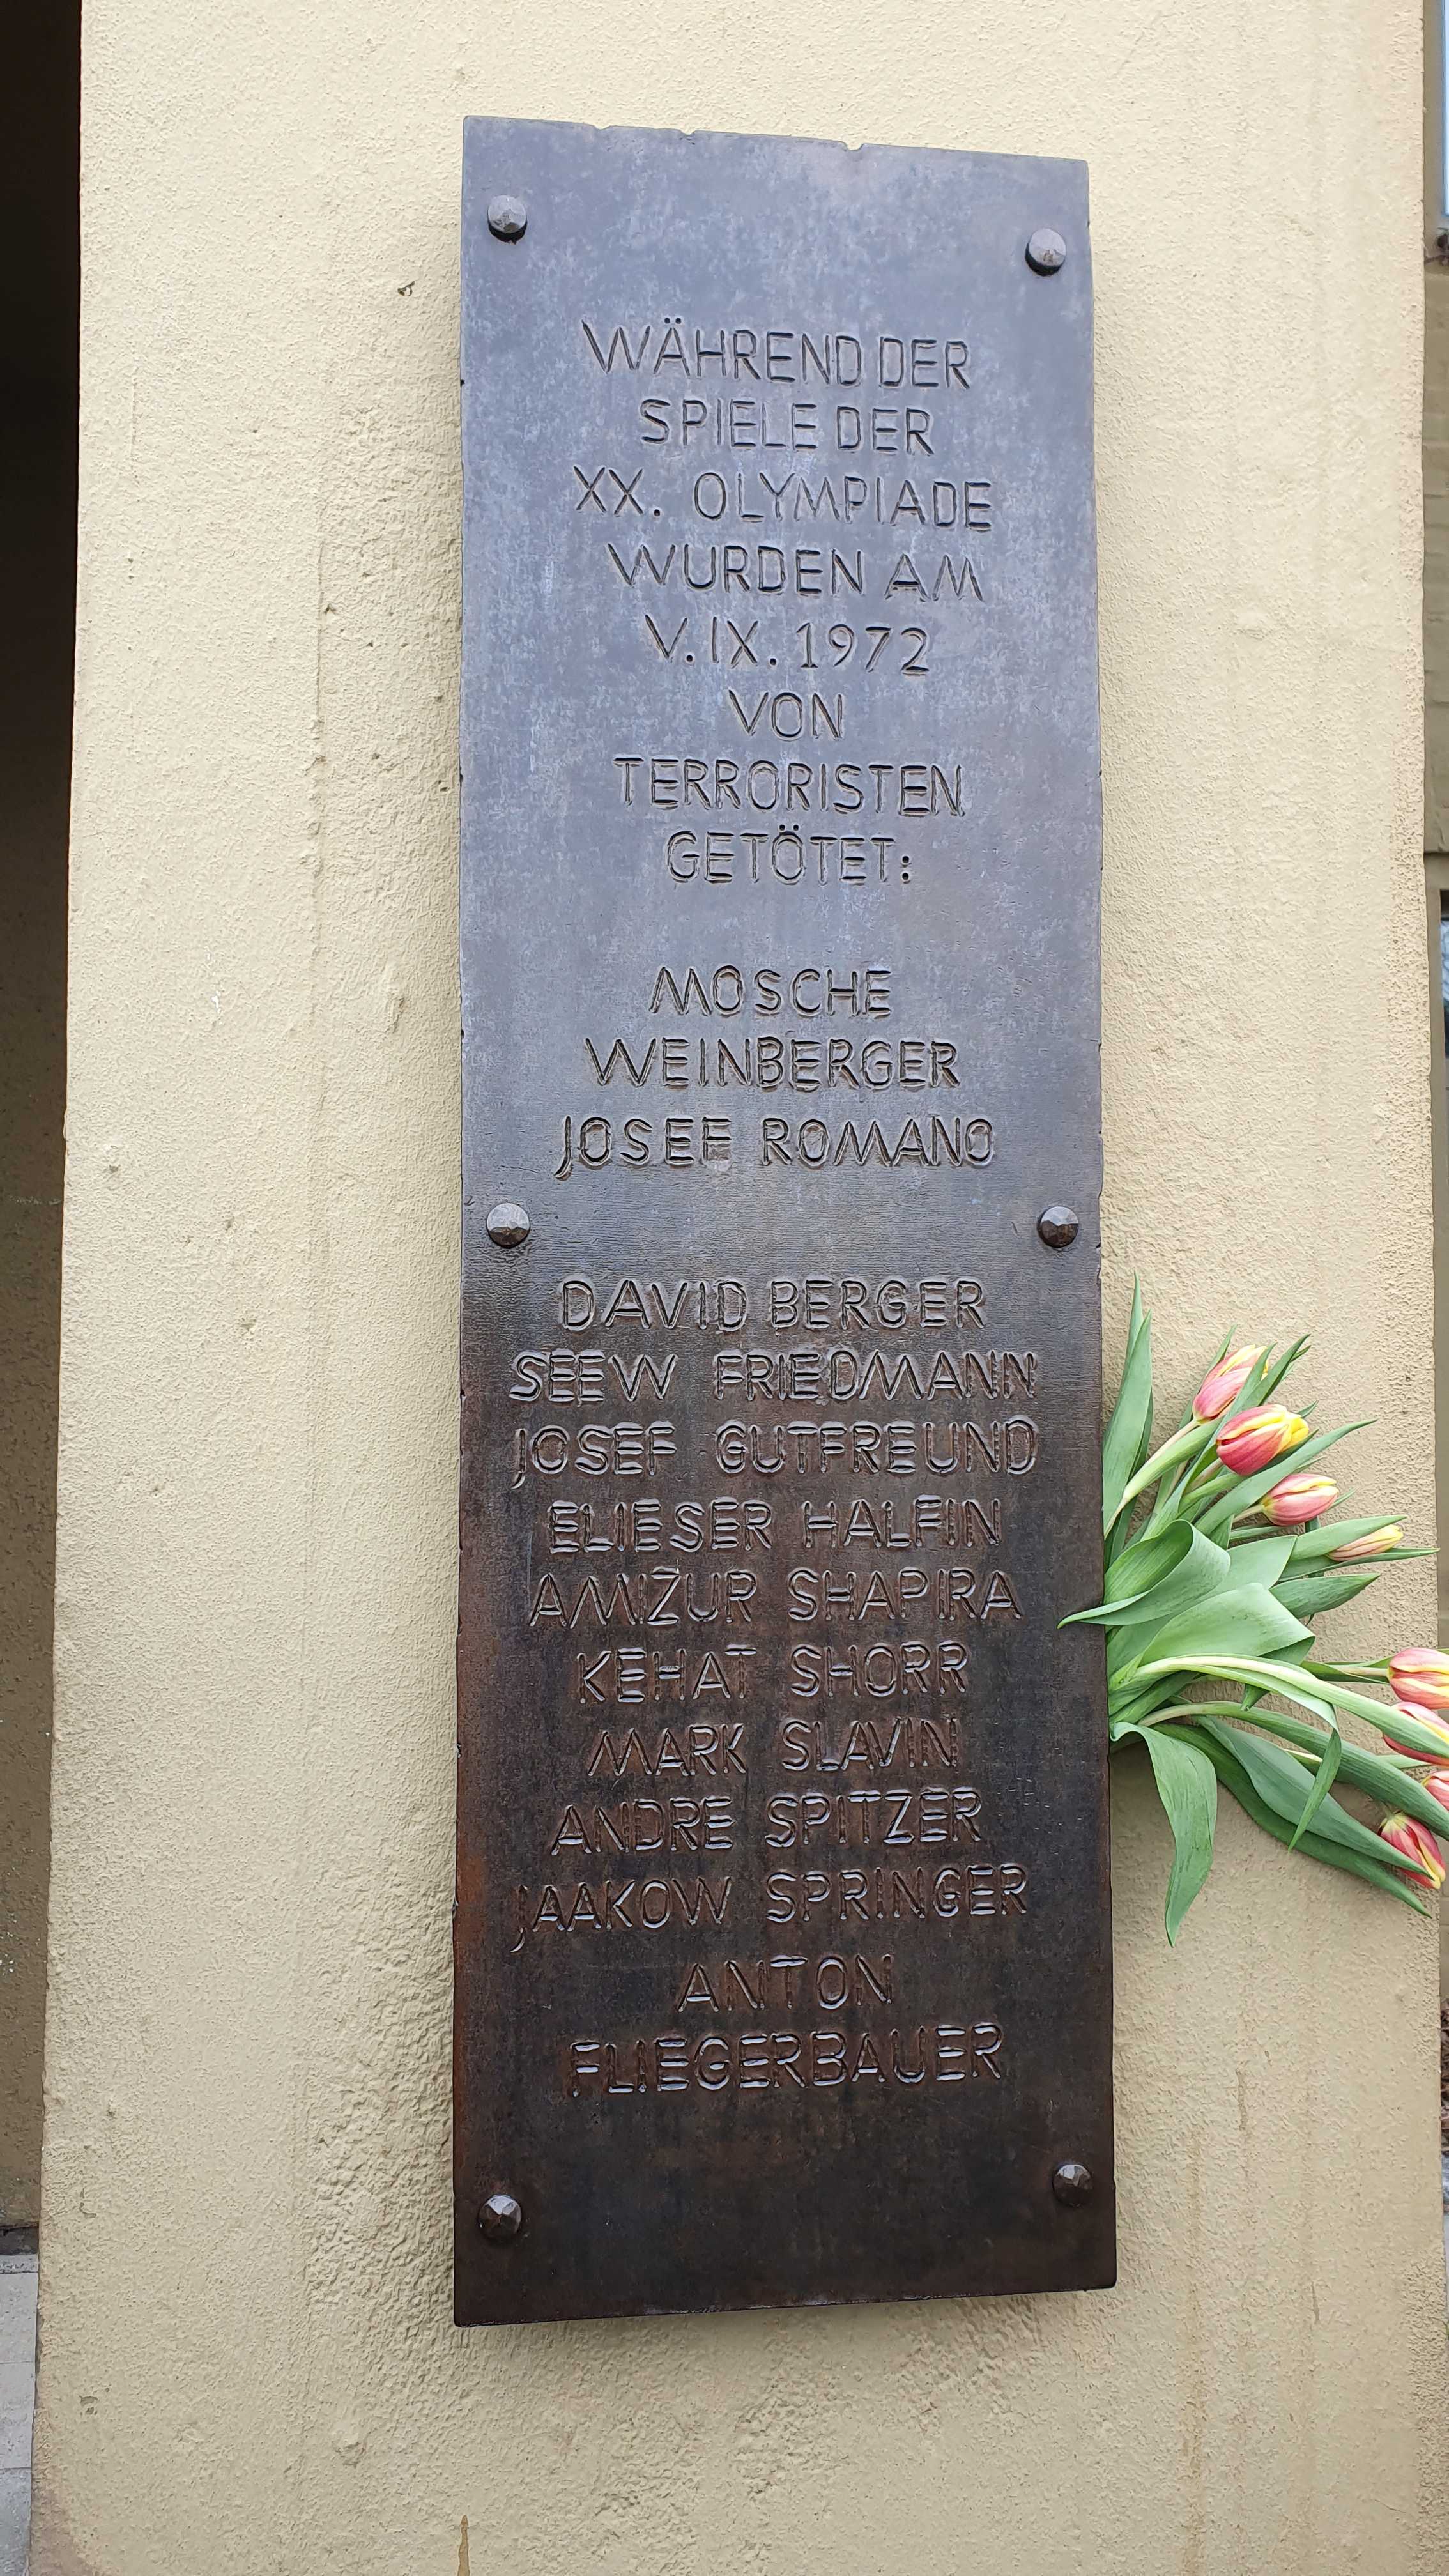 WÄHREND DER
SPIELE DER
XX. OLYMPIADE
WURDEN AM
V. IX. 1972
VON
TERRORISTEN
GETÖTET:
MOSCHE
WEINBERGER
JOSEF ROMANO
DAVID BERGER
SEEW FRIEDMANN
JOSEF GUTFREUND
ELIESER HALFIN
AMIZUR SHAPIRA
KEHAT SHORR
MARK SLAVIN
ANDRE SPITZER
JAAKOW SPRINGER
ANTON
FLIEGERBAUER